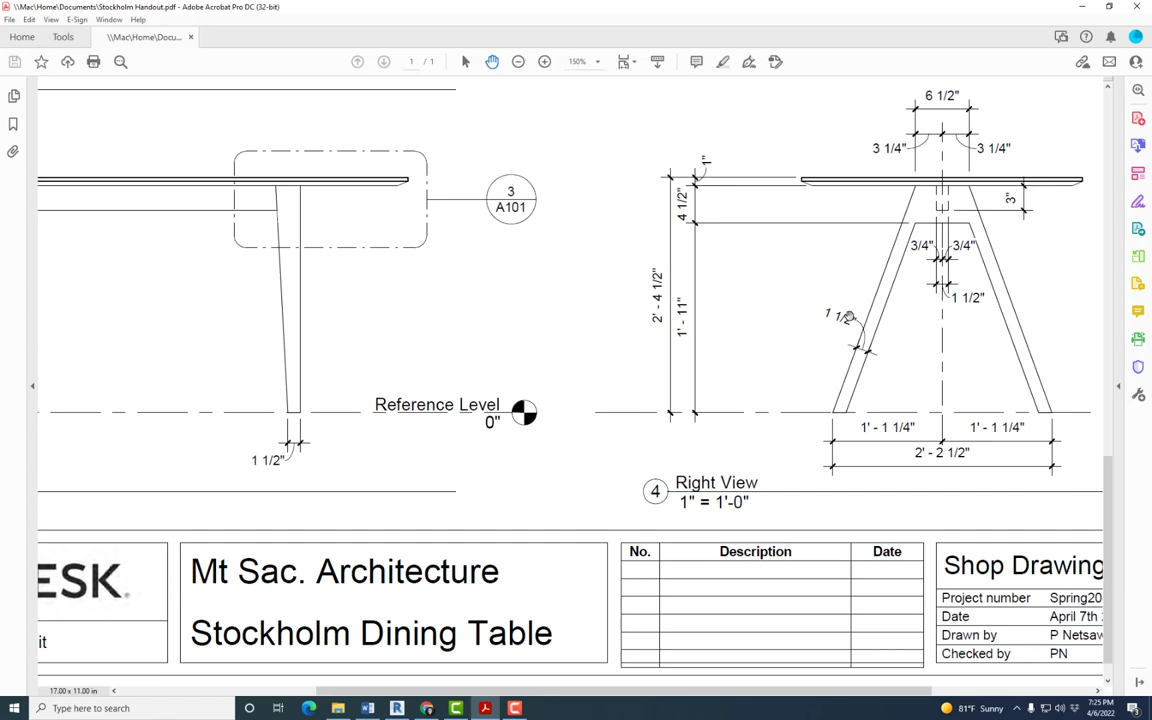 \\Mac\Home\Documents\Stockholm Handout.pdf - Adobe Acrobat Pro DC (32-bit)
File Edit View E-Sign Window Help
Home Tools \\Mac\Home\Docu... ×
1 / 1 150%
6 1/2"
3 1/4" 3 1/4"
1"
4 1/2"
3"
3
A101
3/4" 3/4"
2' - 4 1/2"
1' - 11"
1 1/2"
1 1/2"
Reference Level
0"
1' - 1 1/4" 1' - 1 1/4"
2' - 2 1/2"
1 1/2"
4 Right View
1" = 1'-0"
ESK.
it
Mt Sac. Architecture
Stockholm Dining Table
No. Description Date
Shop Drawing
Project number Spring20
Date April 7th
Drawn by P Netsaw
Checked by PN
17.00 x 11.00 in
Type here to search
81°F Sunny
7:25 PM
4/6/2022
3